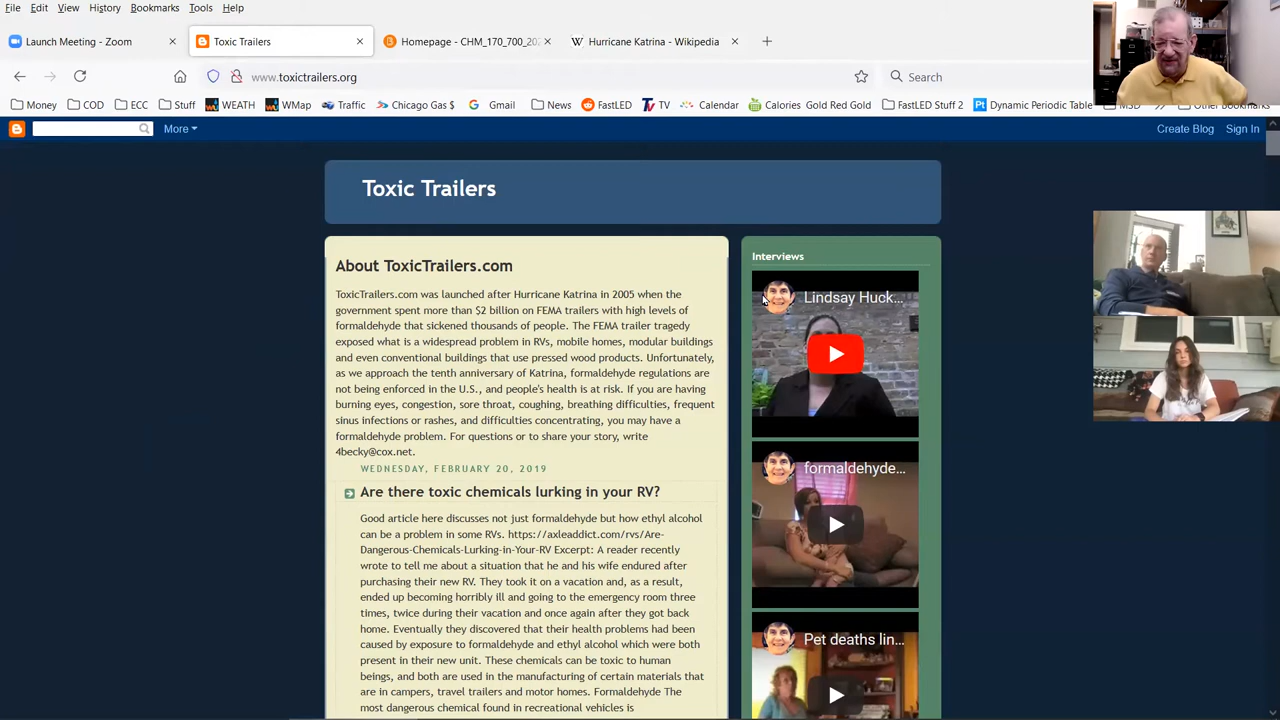 File Edit View History Bookmarks Tools Help
Launch Meeting - Zoom
Toxic Trailers
Homepage - CHM_170_700_202
Hurricane Katrina - Wikipedia
www.toxictrailers.org
Search
Money COD ECC Stuff WEATH WMap Traffic Chicago Gas $ Gmail News FastLED TV Calendar Calories Gold Red Gold FastLED Stuff 2 Dynamic Periodic Table
More
Create Blog Sign In
Toxic Trailers
About ToxicTrailers.com
ToxicTrailers.com was launched after Hurricane Katrina in 2005 when the
government spent more than $2 billion on FEMA trailers with high levels of
formaldehyde that sickened thousands of people. The FEMA trailer tragedy
exposed what is a widespread problem in RVs, mobile homes, modular buildings
and even conventional buildings that use pressed wood products. Unfortunately,
as we approach the tenth anniversary of Katrina, formaldehyde regulations are
not being enforced in the U.S., and people's health is at risk. If you are having
burning eyes, congestion, sore throat, coughing, breathing difficulties, frequent
sinus infections or rashes, and difficulties concentrating, you may have a
formaldehyde problem. For questions or to share your story, write
4becky@cox.net.
WEDNESDAY, FEBRUARY 20, 2019
Are there toxic chemicals lurking in your RV?
Good article here discusses not just formaldehyde but how ethyl alcohol
can be a problem in some RVs. https://axleaddict.com/rvs/Are-
Dangerous-Chemicals-Lurking-in-Your-RV Excerpt: A reader recently
wrote to tell me about a situation that he and his wife endured after
purchasing their new RV. They took it on a vacation and, as a result,
ended up becoming horribly ill and going to the emergency room three
times, twice during their vacation and once again after they got back
home. Eventually they discovered that their health problems had been
caused by exposure to formaldehyde and ethyl alcohol which were both
present in their new unit. These chemicals can be toxic to human
beings, and both are used in the manufacturing of certain materials that
are in campers, travel trailers and motor homes. Formaldehyde The
most dangerous chemical found in recreational vehicles is
Interviews
Lindsay Huck...
formaldehyde...
Pet deaths lin...